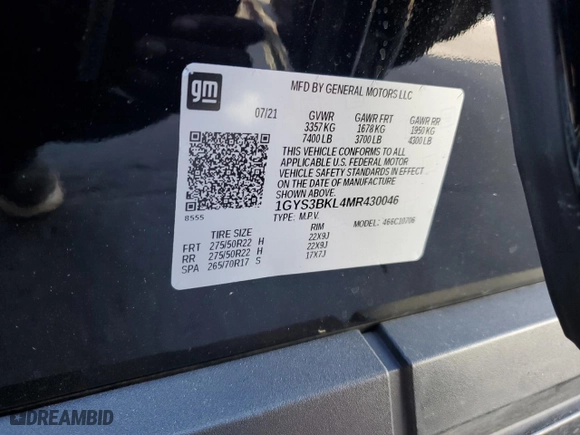 gm
MFD BY GENERAL MOTORS LLC
07/21 GVWR GAWR FRT GAWR RR
3357 KG 1678 KG 1950 KG
7400 LB 3700 LB 4300 LB
THIS VEHICLE CONFORMS TO ALL
APPLICABLE U.S. FEDERAL MOTOR
VEHICLE SAFETY STANDARDS IN EFFECT
ON THE DATE OF MANUFACTURE
SHOWN ABOVE.
1GYS3BKL4MR430046
8555 TYPE: M.P.V. MODEL: 466C10706
TIRE SIZE RIM
FRT 275/50R22 H 22X9J
RR 275/50R22 H 22X9J
SPA 265/70R17 S 17X7J
DREAMBID